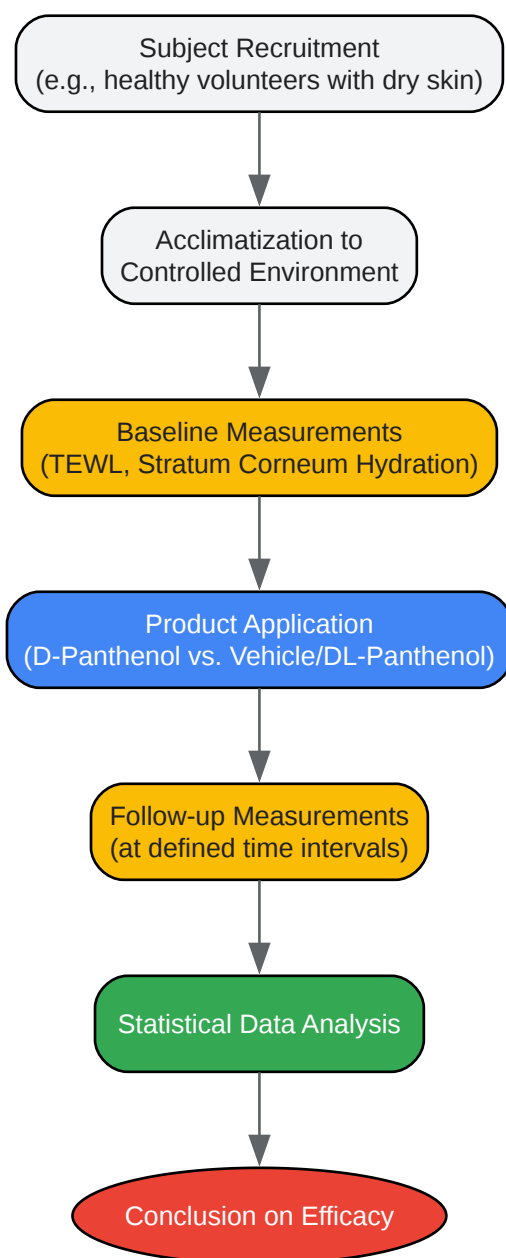 Subject Recruitment
(e.g., healthy volunteers with dry skin)
Acclimatization to
Controlled Environment
Baseline Measurements
(TEWL, Stratum Corneum Hydration)
Product Application
(D-Panthenol vs. Vehicle/DL-Panthenol)
Follow-up Measurements
(at defined time intervals)
Statistical Data Analysis
Conclusion on Efficacy